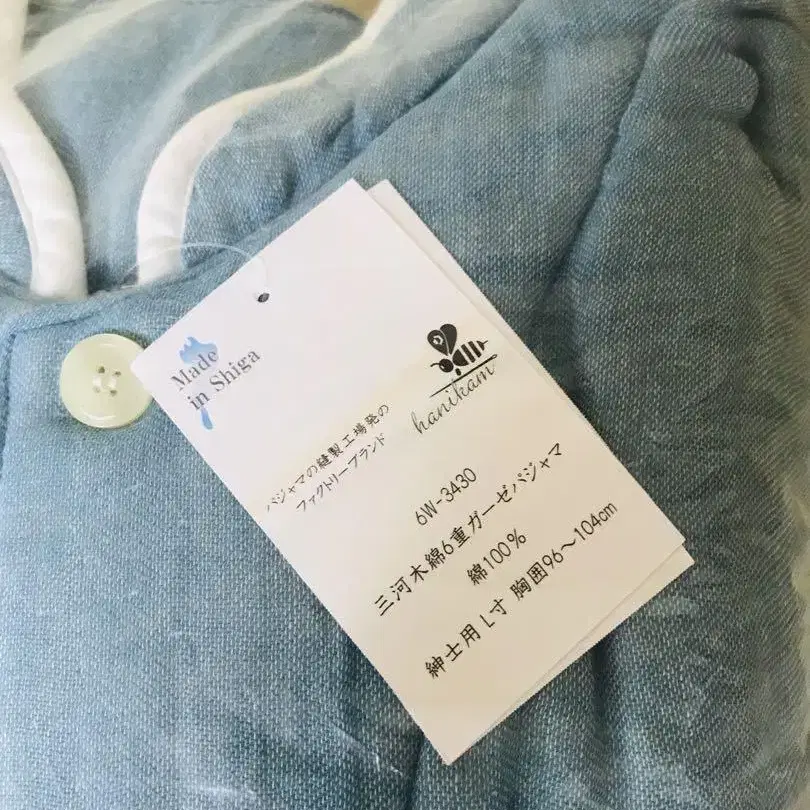 Made
in Shiga
hanikam
パジャマの縫製工場発の
ファクトリーブランド
6W-3430
三河木綿6重ガーゼパジャマ
綿100%
紳士用 L寸 胸囲96～104cm